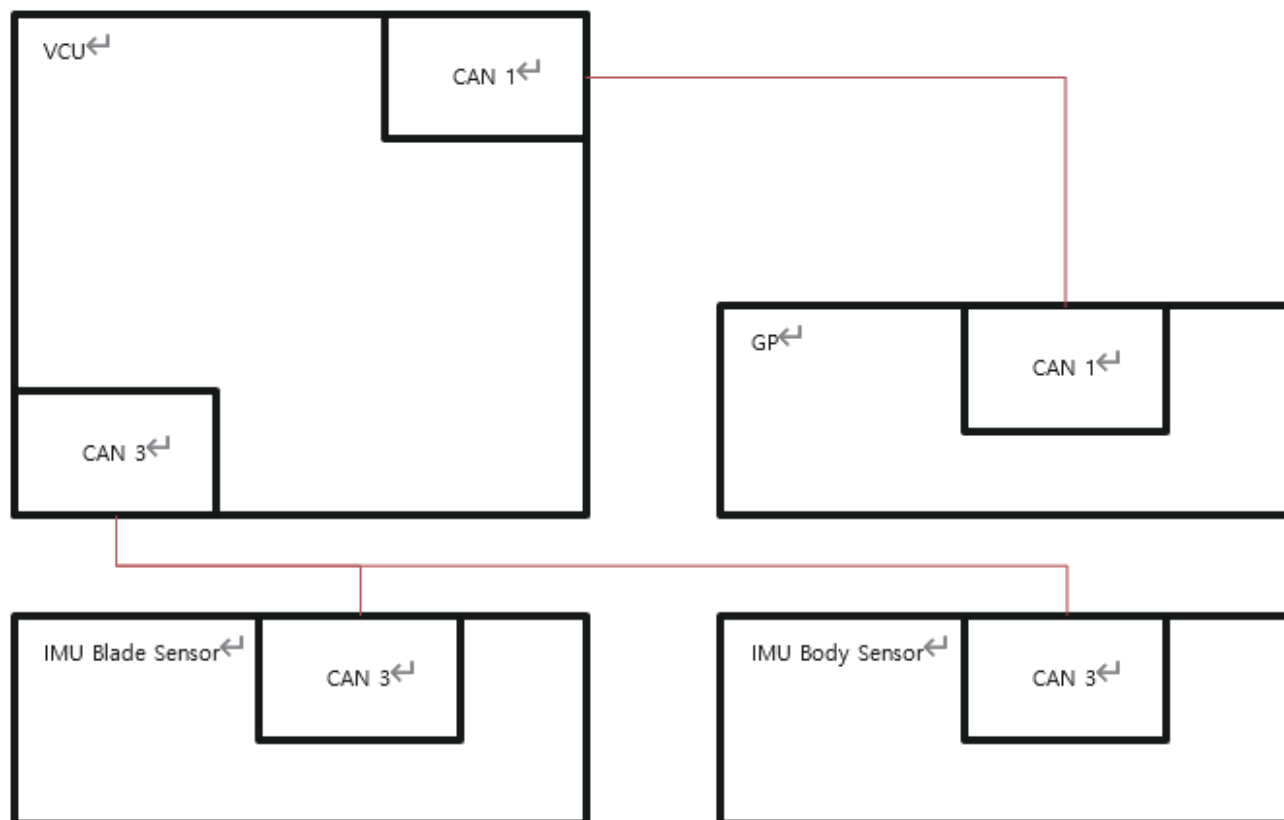 VCU↵
CAN 1↵
GP↵
CAN 1↵
CAN 3↵
IMU Blade Sensor↵
CAN 3↵
IMU Body Sensor↵
CAN 3↵